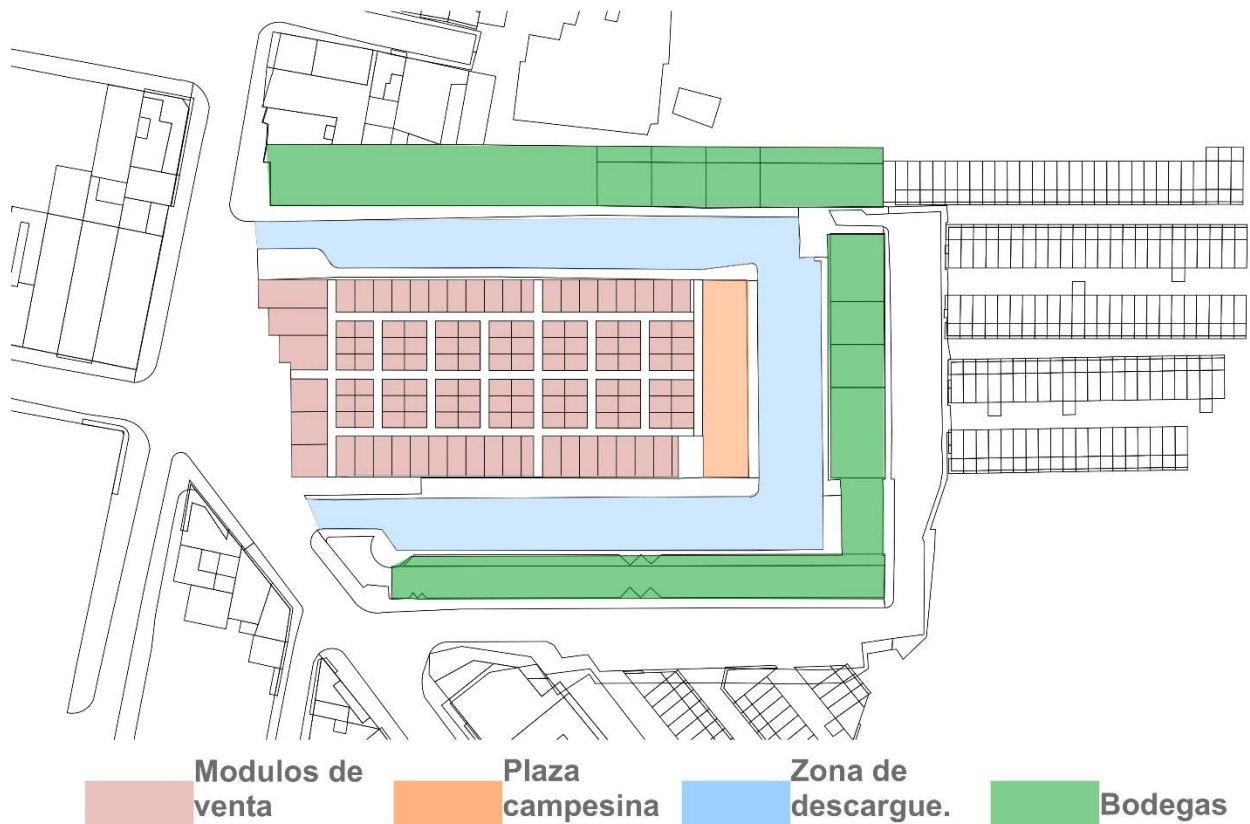 Modulos de
venta
Plaza
campesina
Zona de
descargue.
Bodegas